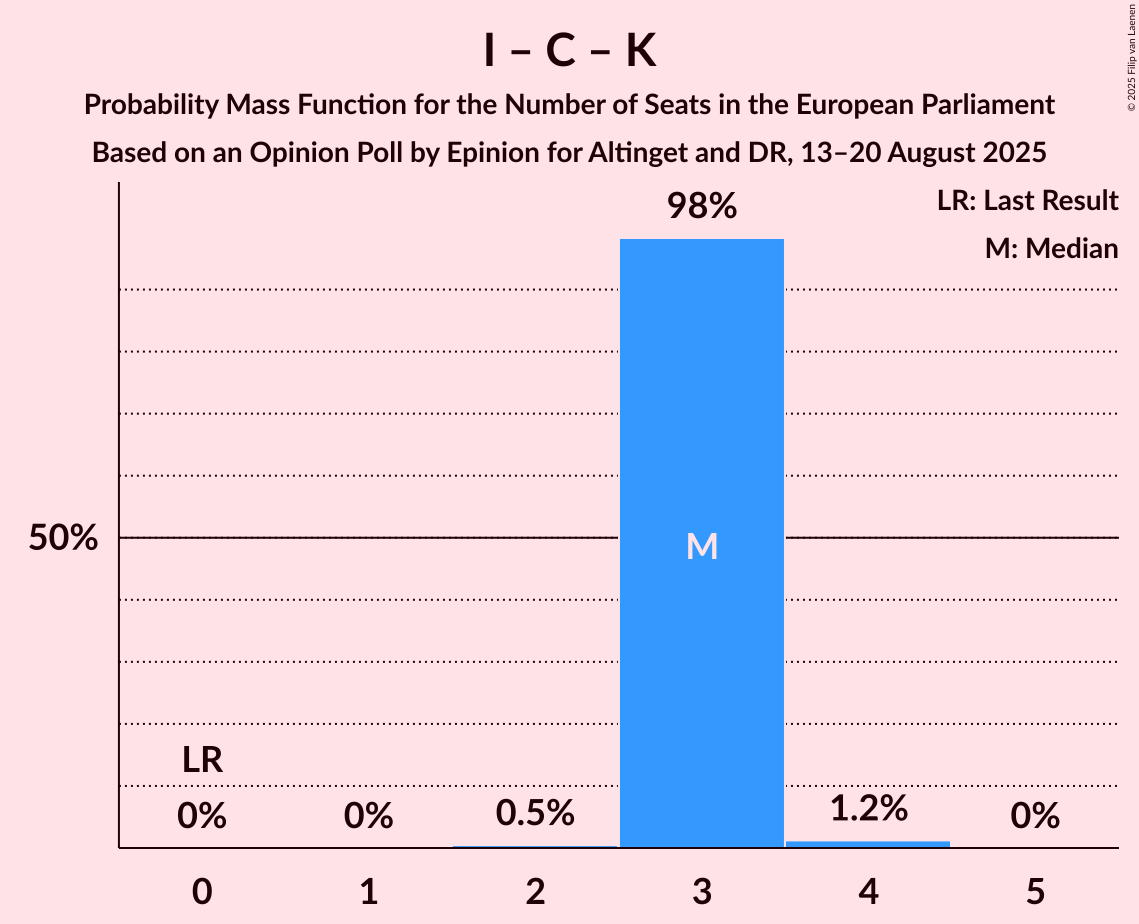 I – C – K
Probability Mass Function for the Number of Seats in the European Parliament
Based on an Opinion Poll by Epinion for Altinget and DR, 13–20 August 2025
© 2025 Filip van Laenen
LR: Last Result
M: Median
98%
50%
M
LR
0%
0%
0.5%
1.2%
0%
0
1
2
3
4
5